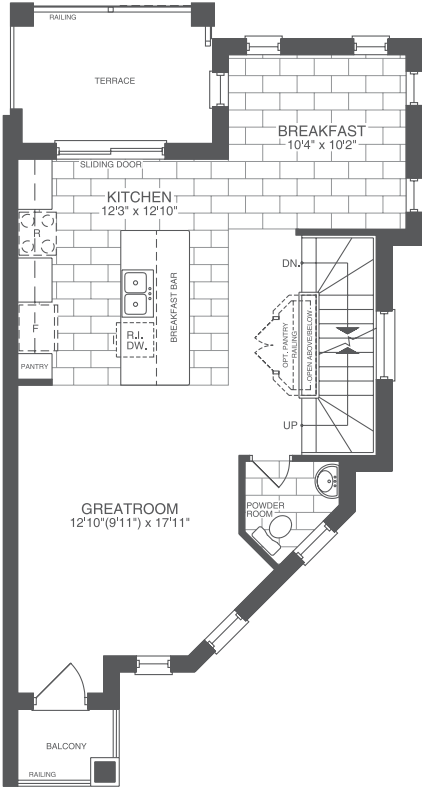 RAILING
TERRACE
BREAKFAST
10'4" x 10'2"
SLIDING DOOR
KITCHEN
12'3" x 12'10"
R
DN.
BREAKFAST BAR
F
R.I.
DW.
OPT. PANTRY
RAILING
OPEN ABOVE/BELOW
PANTRY
UP
GREATROOM
12'10"(9'11") x 17'11"
POWDER
ROOM
BALCONY
RAILING